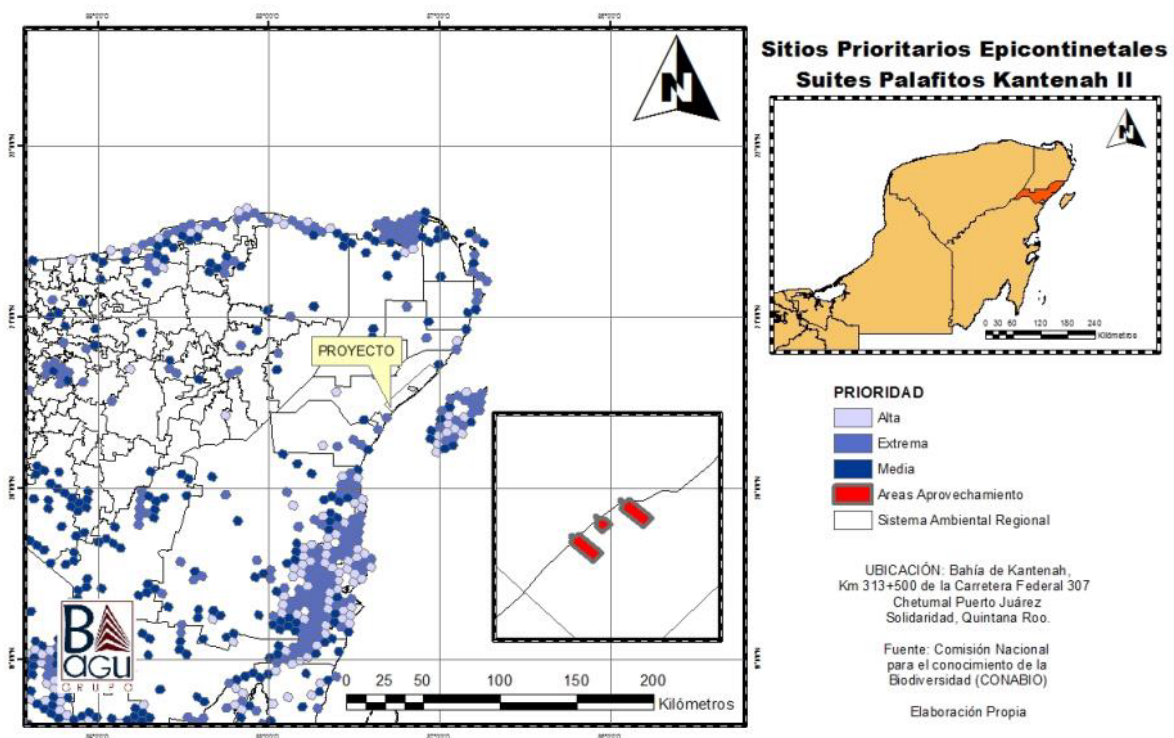 Sitios Prioritarios Epicontinetales
Suites Palafitos Kantenah II
N
N
PROYECTO
0 30 60 120 180 240
Kilómetros
PRIORIDAD
Alta
Extrema
Media
Areas Aprovechamiento
Sistema Ambiental Regional
UBICACIÓN: Bahía de Kantenah,
Km 313+500 de la Carretera Federal 307
Chetumal Puerto Juárez
Solidaridad, Quintana Roo.
Fuente: Comisión Nacional
para el conocimiento de la
Biodiversidad (CONABIO)
Elaboración Propia
BAGU
GRUPO
0 25 50 100 150 200
Kilómetros